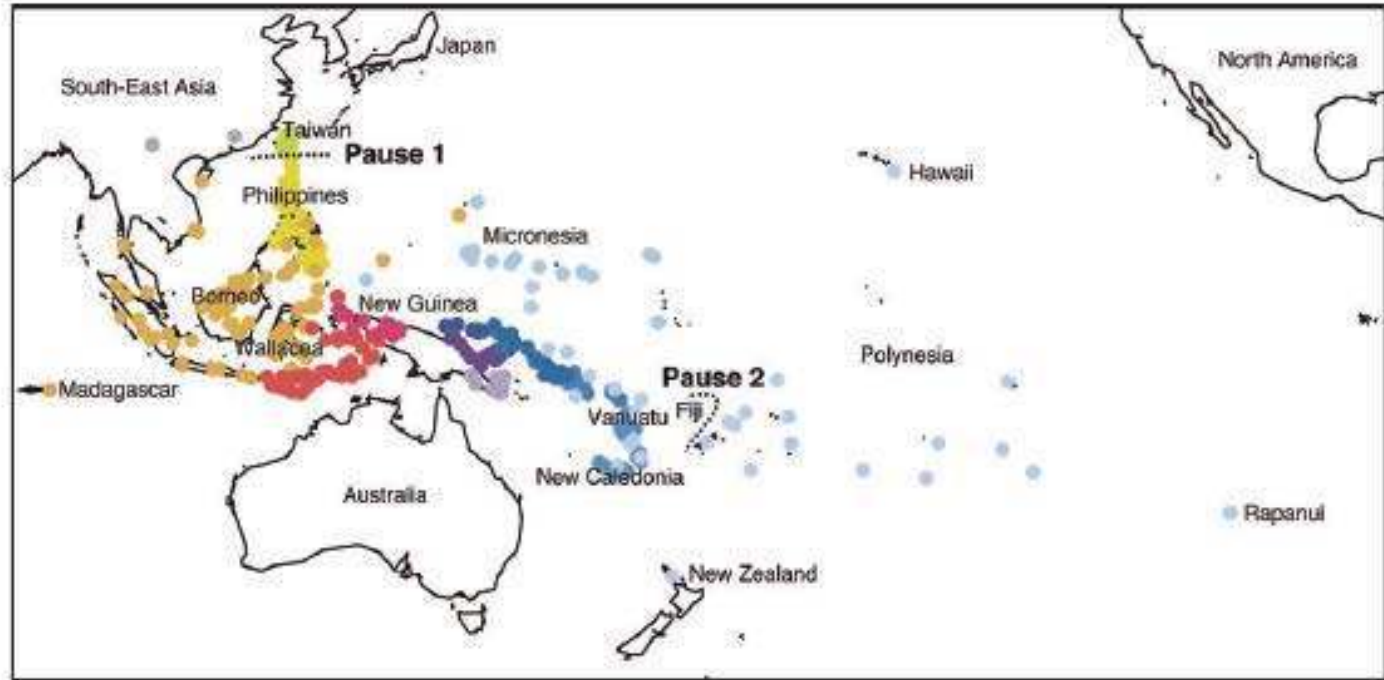 Japan
North America
South-East Asia
Taiwan
Pause 1
Hawaii
Philippines
Micronesia
Borneo
New Guinea
Wallacea
Polynesia
Madagascar
Pause 2
Vanuatu
Fiji
New Caledonia
Australia
Rapanui
New Zealand